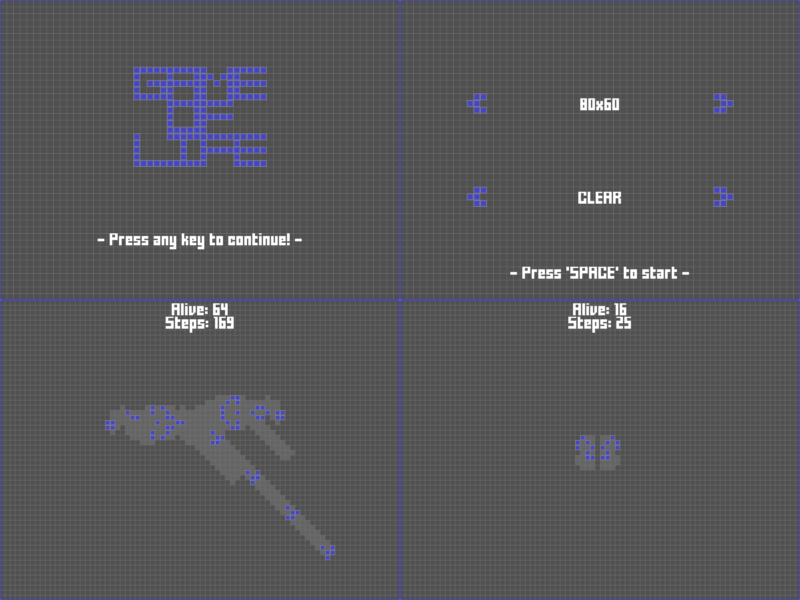 GAME
OF
LIFE
- Press any key to continue! -
80x60
CLEAR
- Press 'SPACE' to start -
Alive: 64
Steps: 169
Alive: 16
Steps: 25